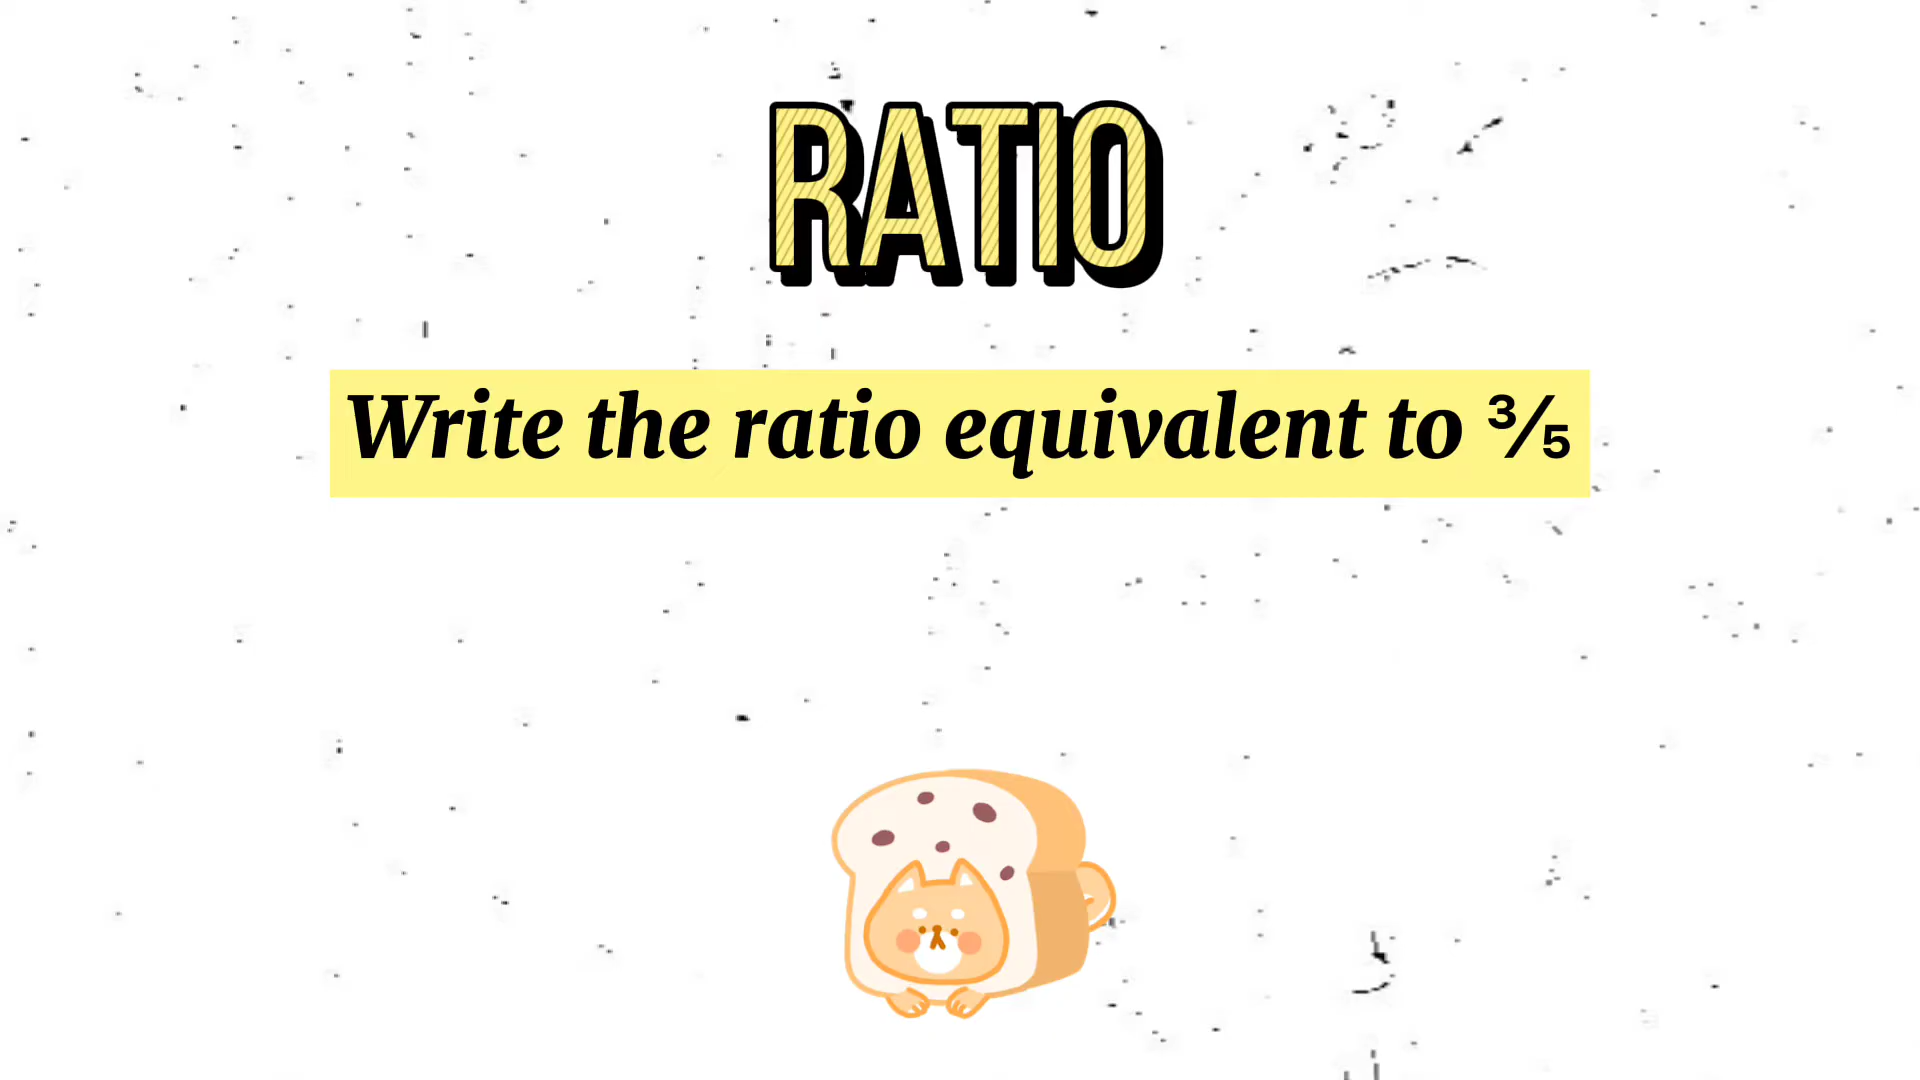 RATIO
Write the ratio equivalent to ⅗